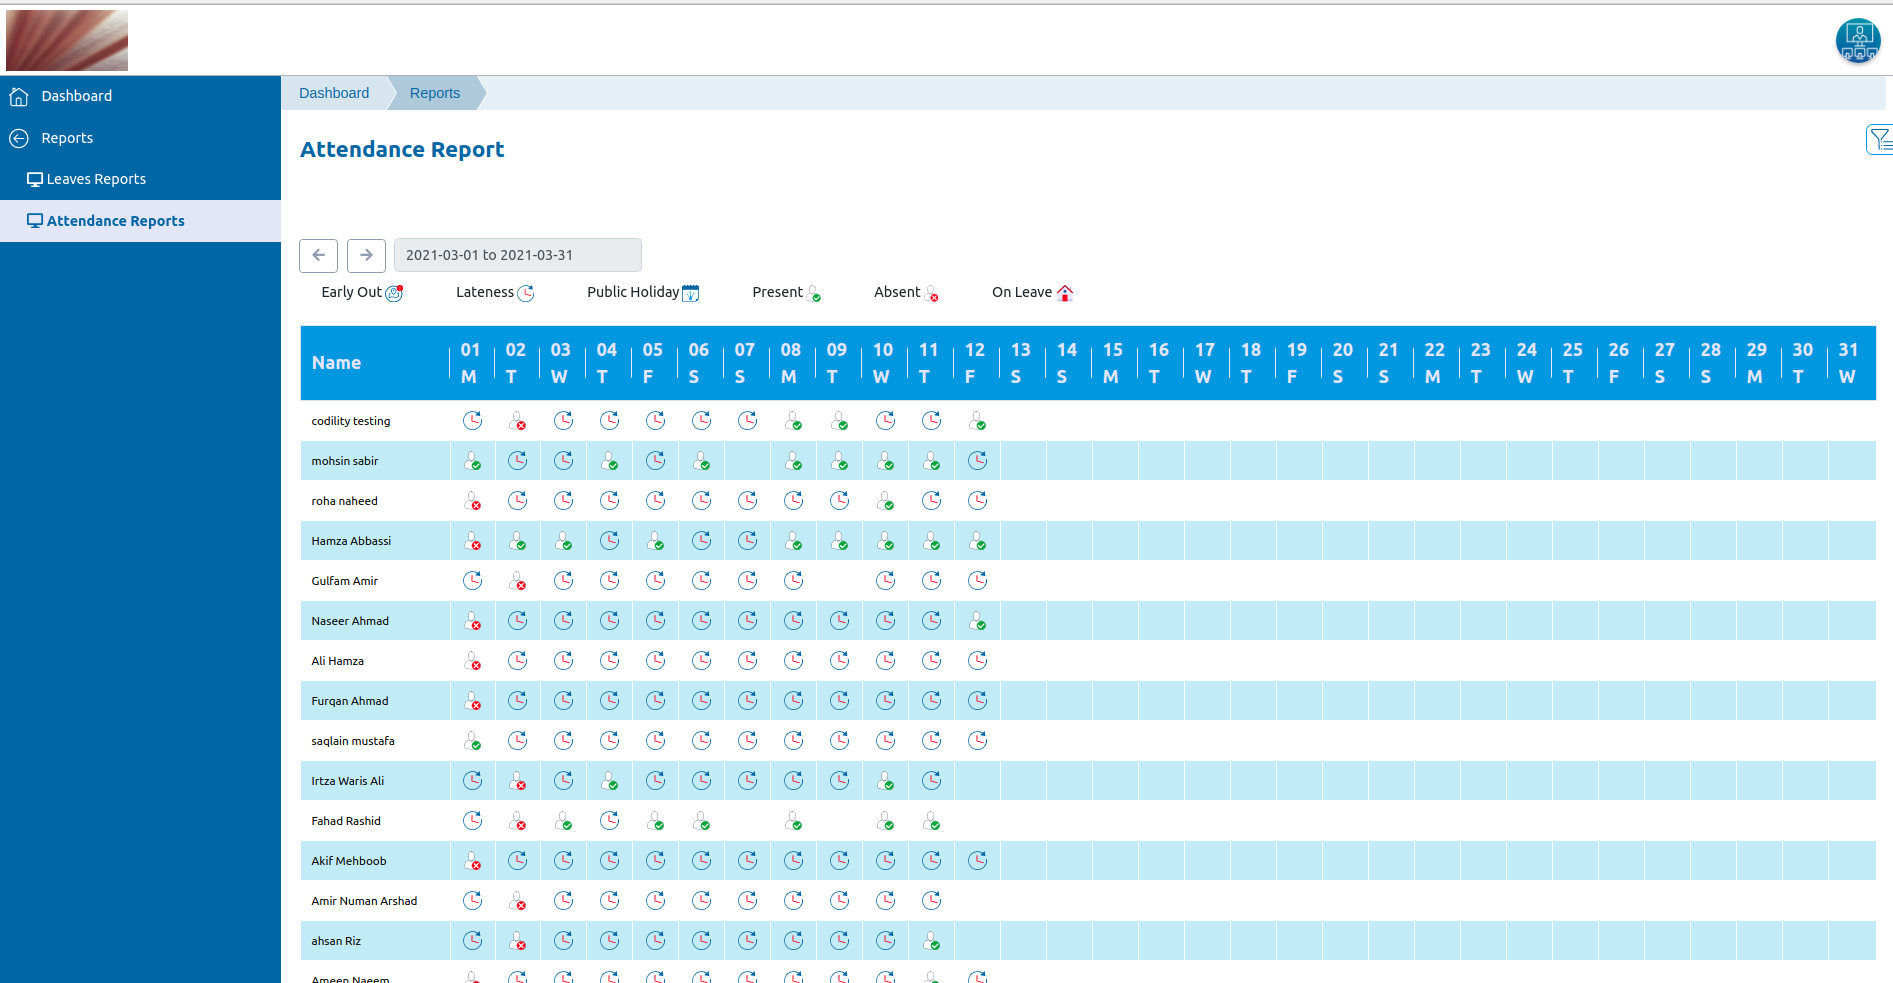 Dashboard
Reports
Leaves Reports
Attendance Reports
Dashboard Reports
Attendance Report
2021-03-01 to 2021-03-31
Early Out Lateness Public Holiday Present Absent On Leave
Name 01 02 03 04 05 06 07 08 09 10 11 12 13 14 15 16 17 18 19 20 21 22 23 24 25 26 27 28 29 30 31
M T W T F S S M T W T F S S M T W T F S S M T W T F S S M T W
codility testing
mohsin sabir
roha naheed
Hamza Abbassi
Gulfam Amir
Naseer Ahmad
Ali Hamza
Furqan Ahmad
saqlain mustafa
Irtza Waris Ali
Fahad Rashid
Akif Mehboob
Amir Numan Arshad
ahsan Riz
Ameen Naeem